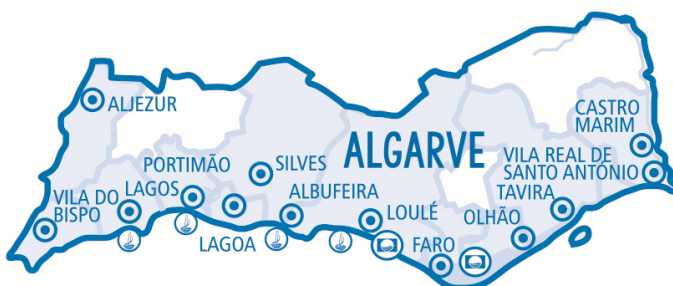 ALJEZUR
CASTRO
MARIM
PORTIMÃO
SILVES
ALGARVE
VILA REAL DE
SANTO ANTÓNIO
VILA DO
BISPO
LAGOS
ALBUFEIRA
TAVIRA
LOULÉ
OLHÃO
LAGOA
FARO